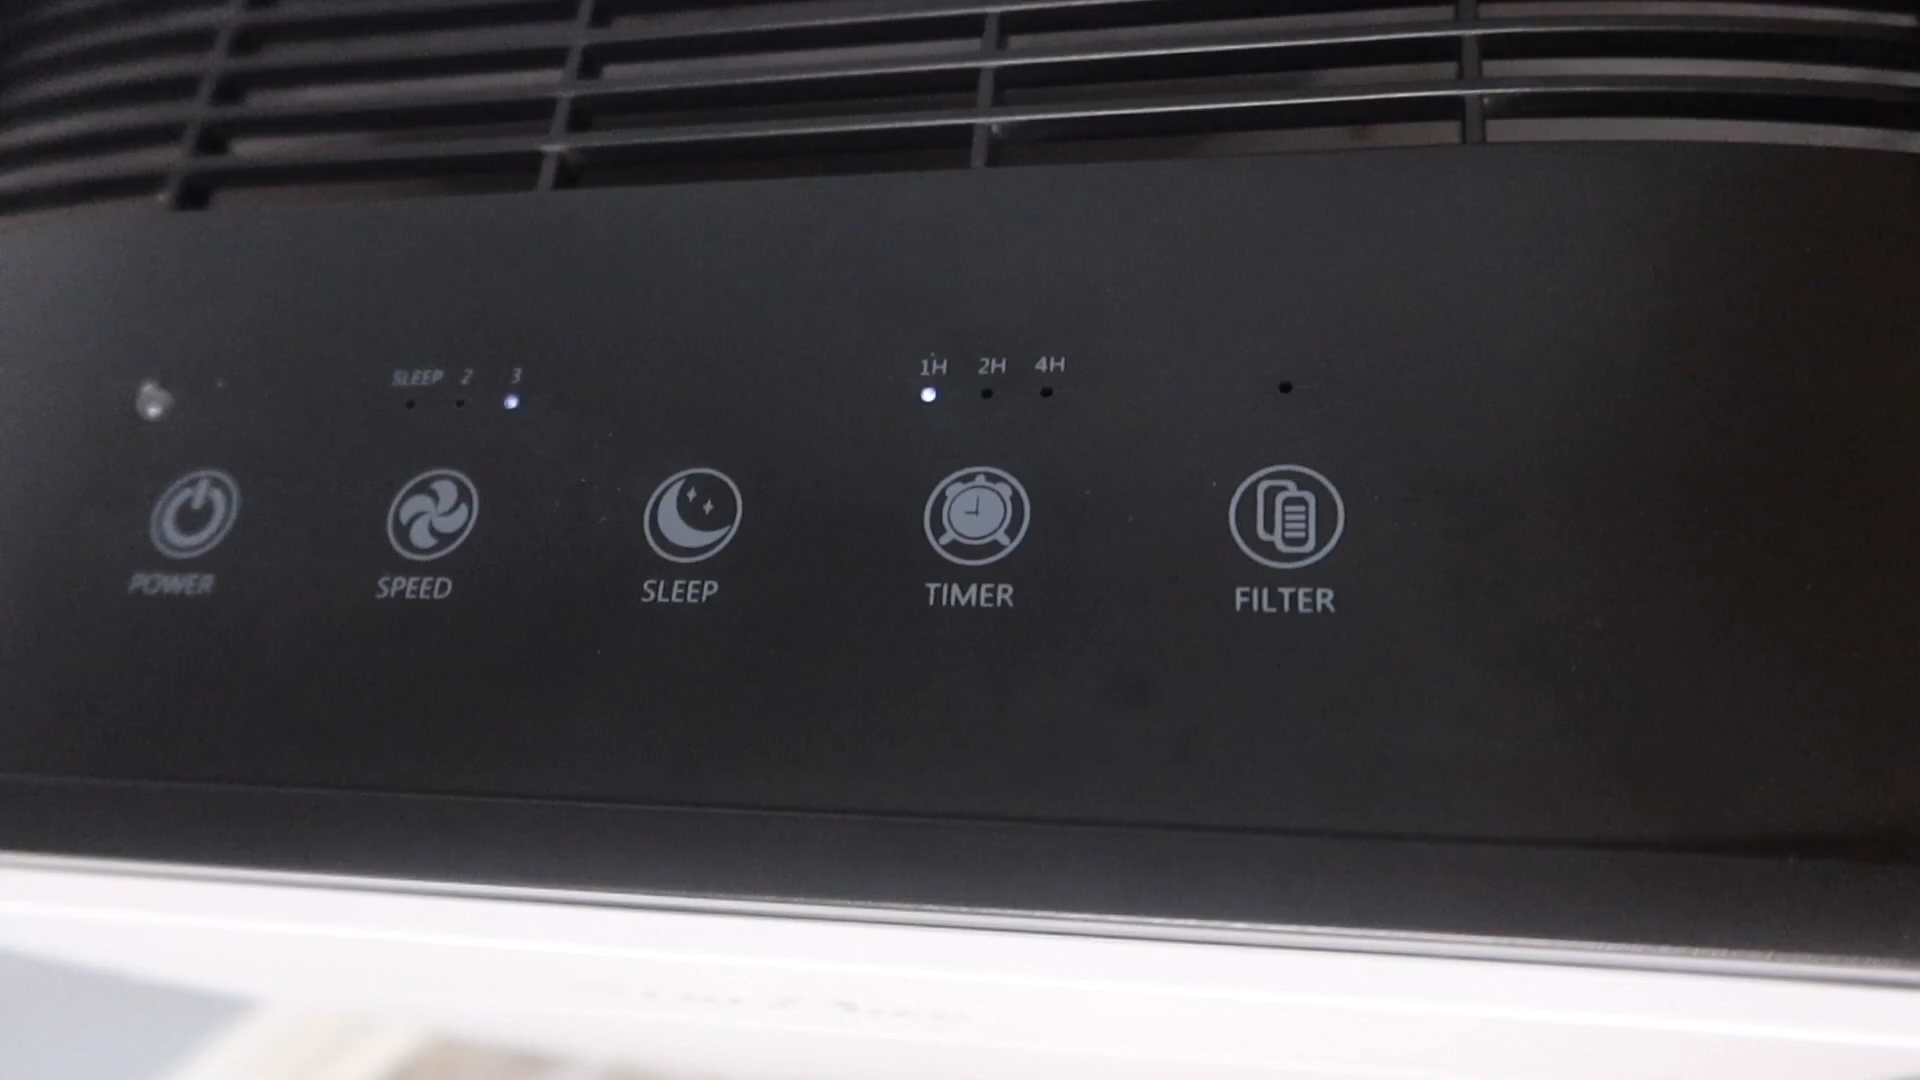 SLEEP 2 3
1H 2H 4H
POWER
SPEED
SLEEP
TIMER
FILTER